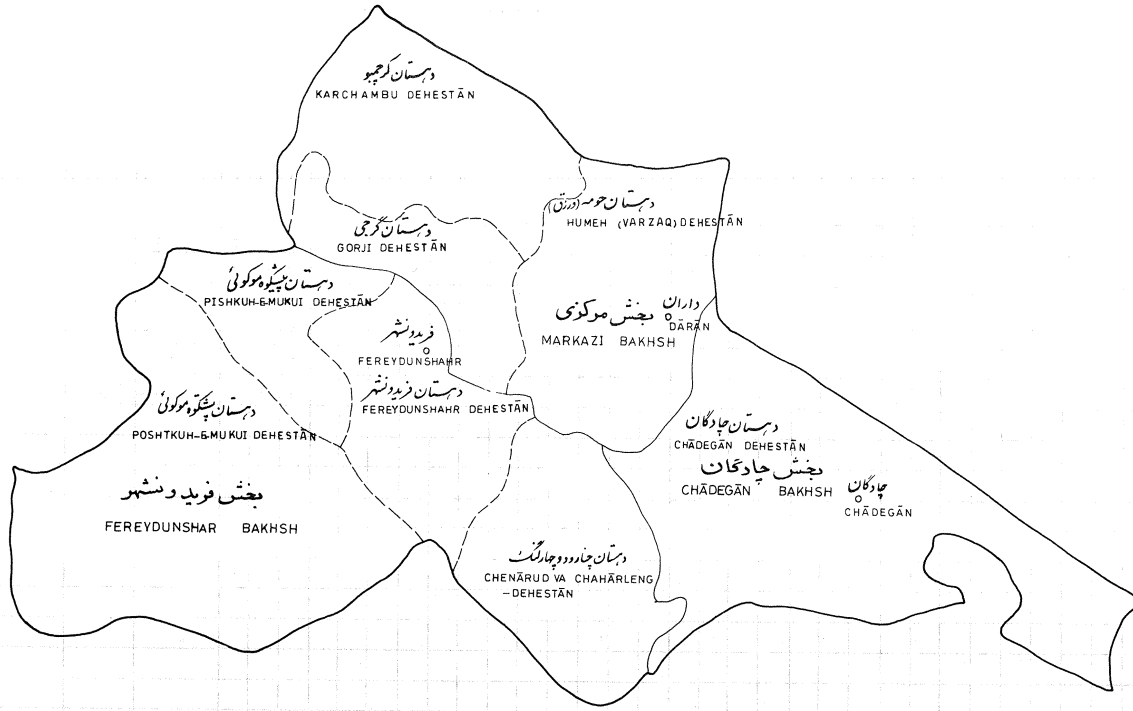 دهستان کرچمبو
KARCHAMBU DEHESTĀN
دهستان حومه (ورزق)
HUMEH (VARZAQ) DEHESTĀN
دهستان گرجی
GORJI DEHESTĀN
دهستان پیشکوه موکوئی
PISHKUH-E-MUKUI DEHESTĀN
داران
DĀRĀN
بخش مرکزی
MARKAZI BAKHSH
فریدونشهر
FEREYDUNSHAHR
دهستان فریدونشهر
FEREYDUNSHAHR DEHESTĀN
دهستان پشتکوه موکوئی
POSHTKUH-E-MUKUI DEHESTĀN
دهستان چادگان
CHĀDEGĀN DEHESTĀN
بخش چادگان
CHĀDEGĀN BAKHSH
چادگان
CHĀDEGĀN
بخش فریدونشهر
FEREYDUNSHAR BAKHSH
دهستان چنارود و چهارلنگ
CHENĀRUD VA CHAHĀRLENG
-DEHESTĀN